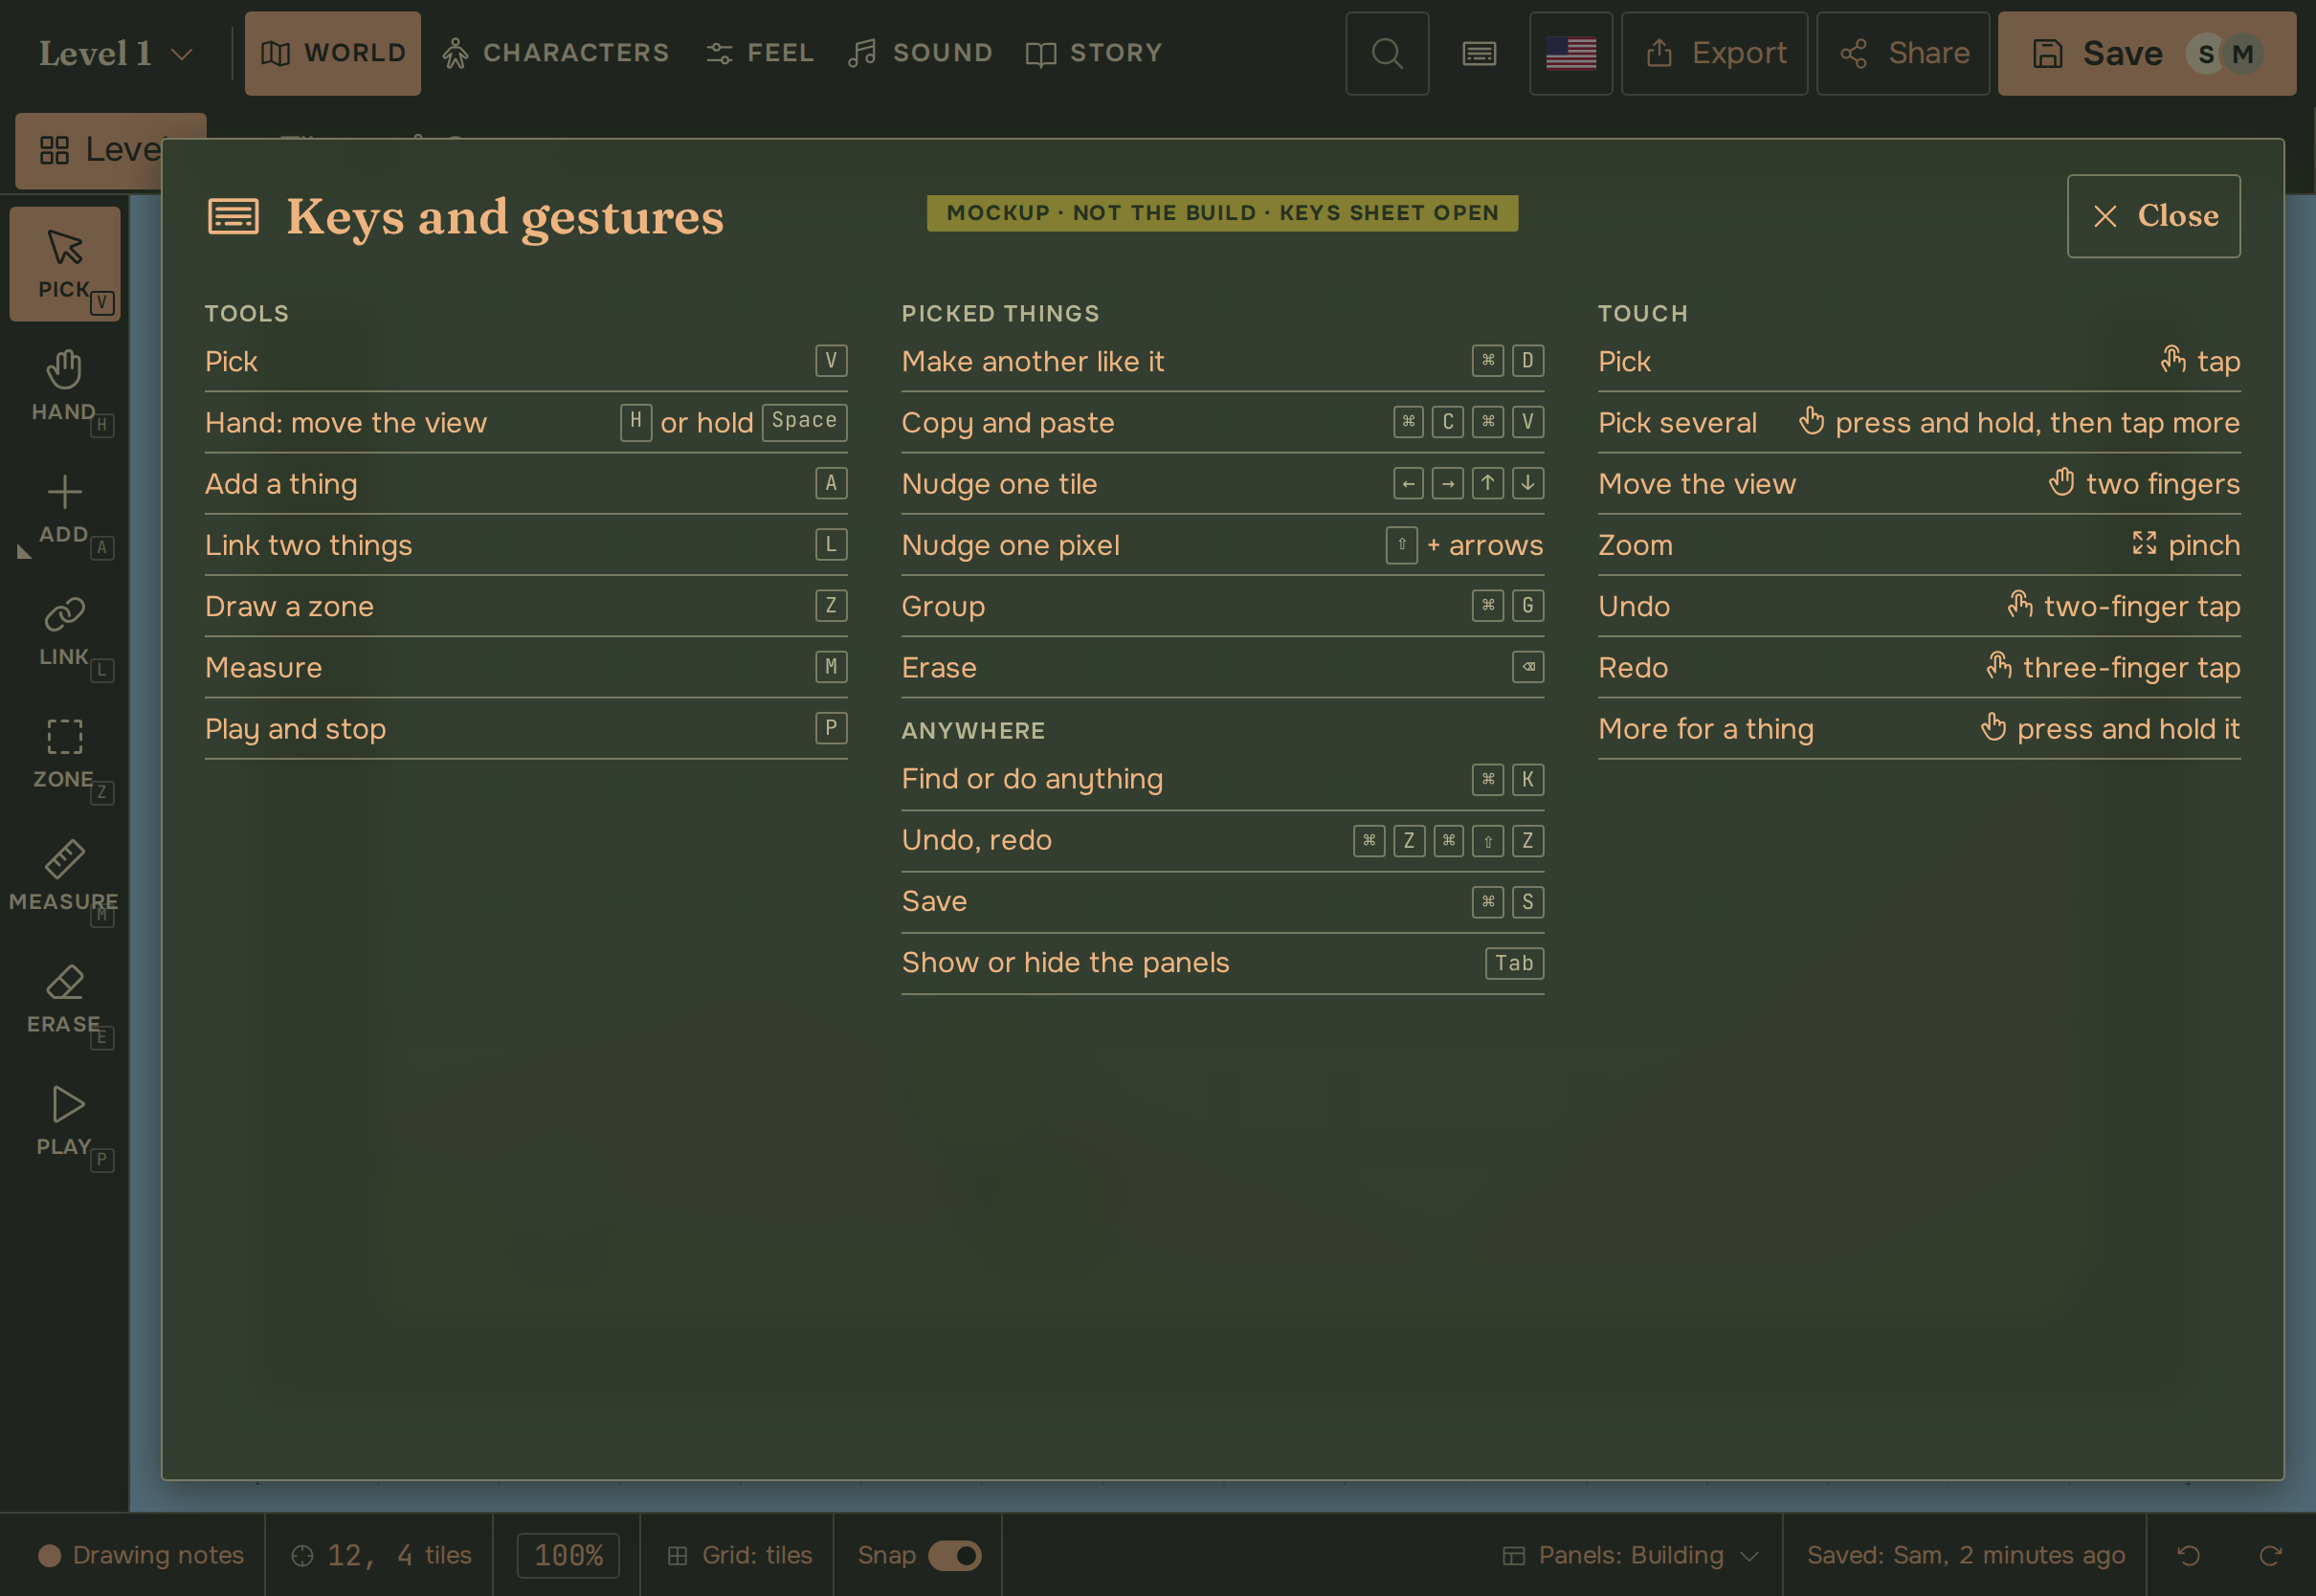 Level 1 WORLD CHARACTERS FEEL SOUND STORY Export Share Save S M
Leve
Keys and gestures
MOCKUP · NOT THE BUILD · KEYS SHEET OPEN
Close
PICK V
HAND H
ADD A
LINK L
ZONE Z
MEASURE M
ERASE E
PLAY P
TOOLS
Pick V
Hand: move the view H or hold Space
Add a thing A
Link two things L
Draw a zone Z
Measure M
Play and stop P
PICKED THINGS
Make another like it ⌘ D
Copy and paste ⌘ C ⌘ V
Nudge one tile ← → ↑ ↓
Nudge one pixel ⇧ + arrows
Group ⌘ G
Erase ⌫
ANYWHERE
Find or do anything ⌘ K
Undo, redo ⌘ Z ⌘ ⇧ Z
Save ⌘ S
Show or hide the panels Tab
TOUCH
Pick tap
Pick several press and hold, then tap more
Move the view two fingers
Zoom pinch
Undo two-finger tap
Redo three-finger tap
More for a thing press and hold it
Drawing notes 12, 4 tiles 100% Grid: tiles Snap Panels: Building Saved: Sam, 2 minutes ago